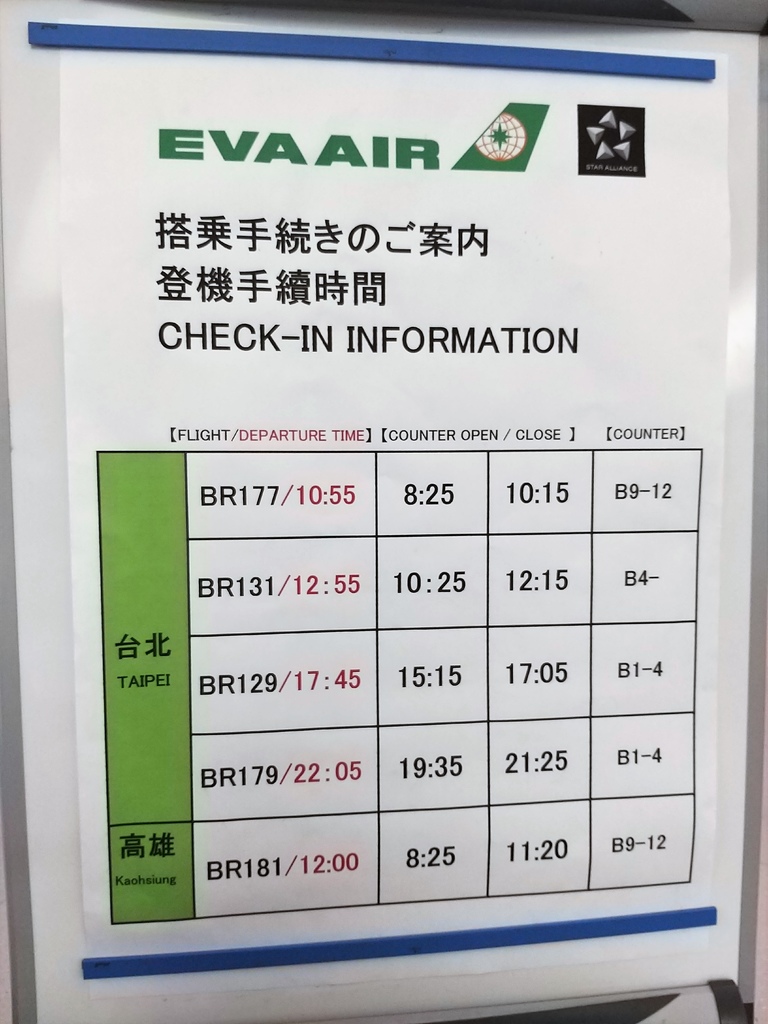 EVA AIR
STAR ALLIANCE
搭乗手続きのご案内
登機手續時間
CHECK-IN INFORMATION
【FLIGHT/DEPARTURE TIME】【COUNTER OPEN / CLOSE 】 【COUNTER】
BR177/10:55 8:25 10:15 B9-12
BR131/12:55 10:25 12:15 B4-
台北
TAIPEI
BR129/17:45 15:15 17:05 B1-4
BR179/22:05 19:35 21:25 B1-4
高雄
Kaohsiung
BR181/12:00 8:25 11:20 B9-12